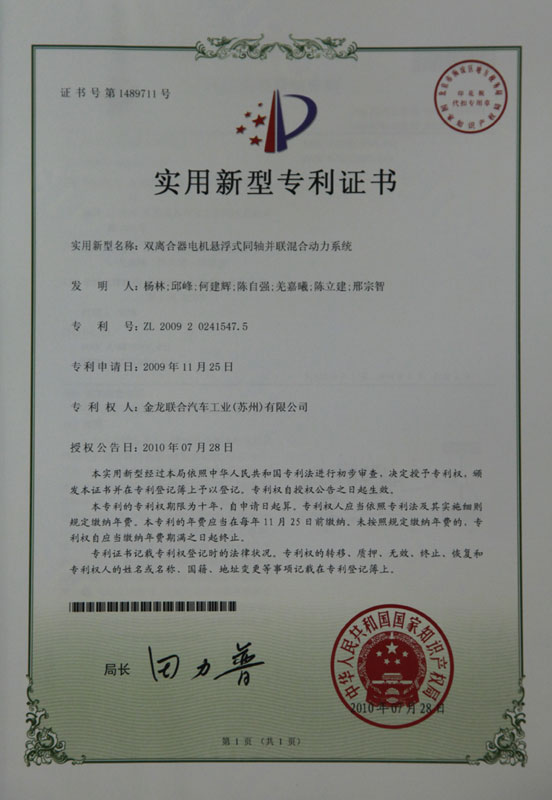 证书号第1489711号
印花税
代扣专用章
实用新型专利证书
实用新型名称：双离合器电机悬浮式同轴并联混合动力系统
发明人：杨林;邱峰;何建辉;陈自强;羌嘉曦;陈立建;邢宗智
专利号：ZL 2009 2 0241547.5
专利申请日：2009年11月25日
专利权人：金龙联合汽车工业(苏州)有限公司
授权公告日：2010年07月28日
本实用新型经过本局依照中华人民共和国专利法进行初步审查，决定授予专利权，颁
发本证书并在专利登记簿上予以登记。专利权自授权公告之日起生效。
本专利的专利权期限为十年，自申请日起算。专利权人应当依照专利法及其实施细则
规定缴纳年费。本专利的年费应当在每年11月25日前缴纳。未按照规定缴纳年费的，专
利权自应当缴纳年费期满之日起终止。
专利证书记载专利权登记时的法律状况。专利权的转移、质押、无效、终止、恢复和
专利权人的姓名或名称、国籍、地址变更等事项记载在专利登记簿上。
局长 田力普
中华人民共和国国家知识产权局
2010年07月28日
第1页（共1页）